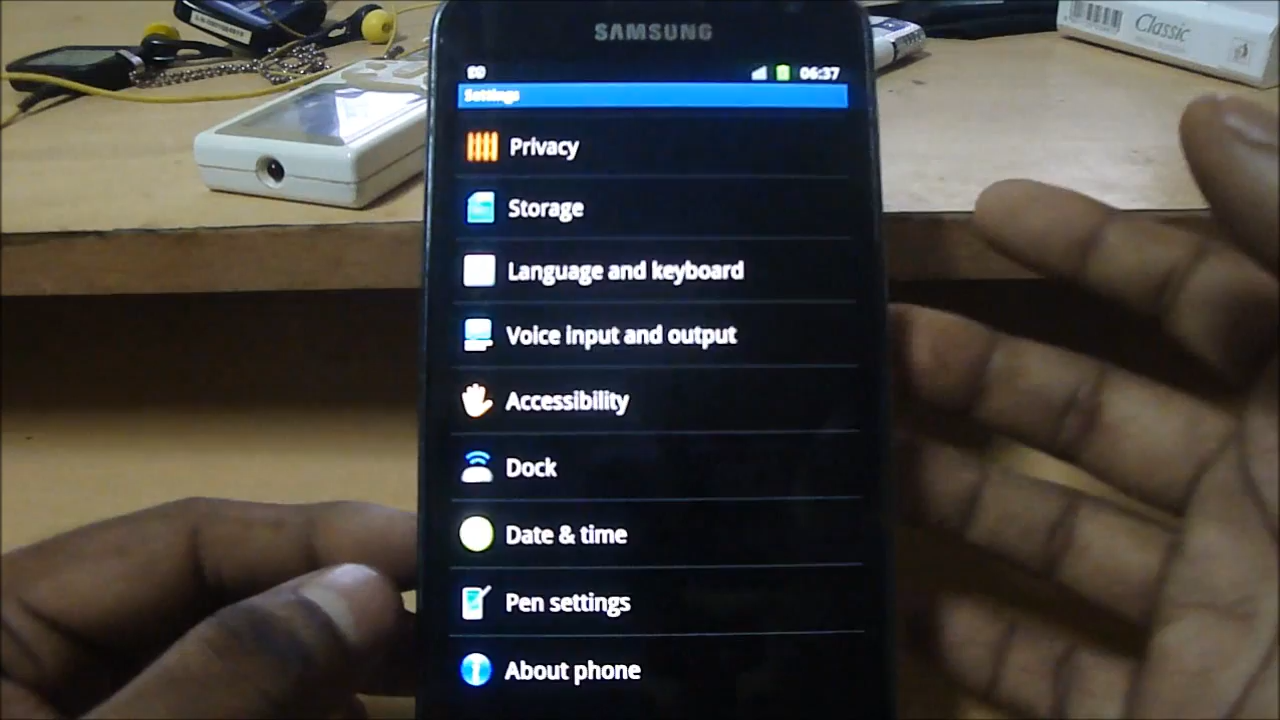 SAMSUNG
06:37
Settings
Privacy
Storage
Language and keyboard
Voice input and output
Accessibility
Dock
Date & time
Pen settings
About phone
Classic